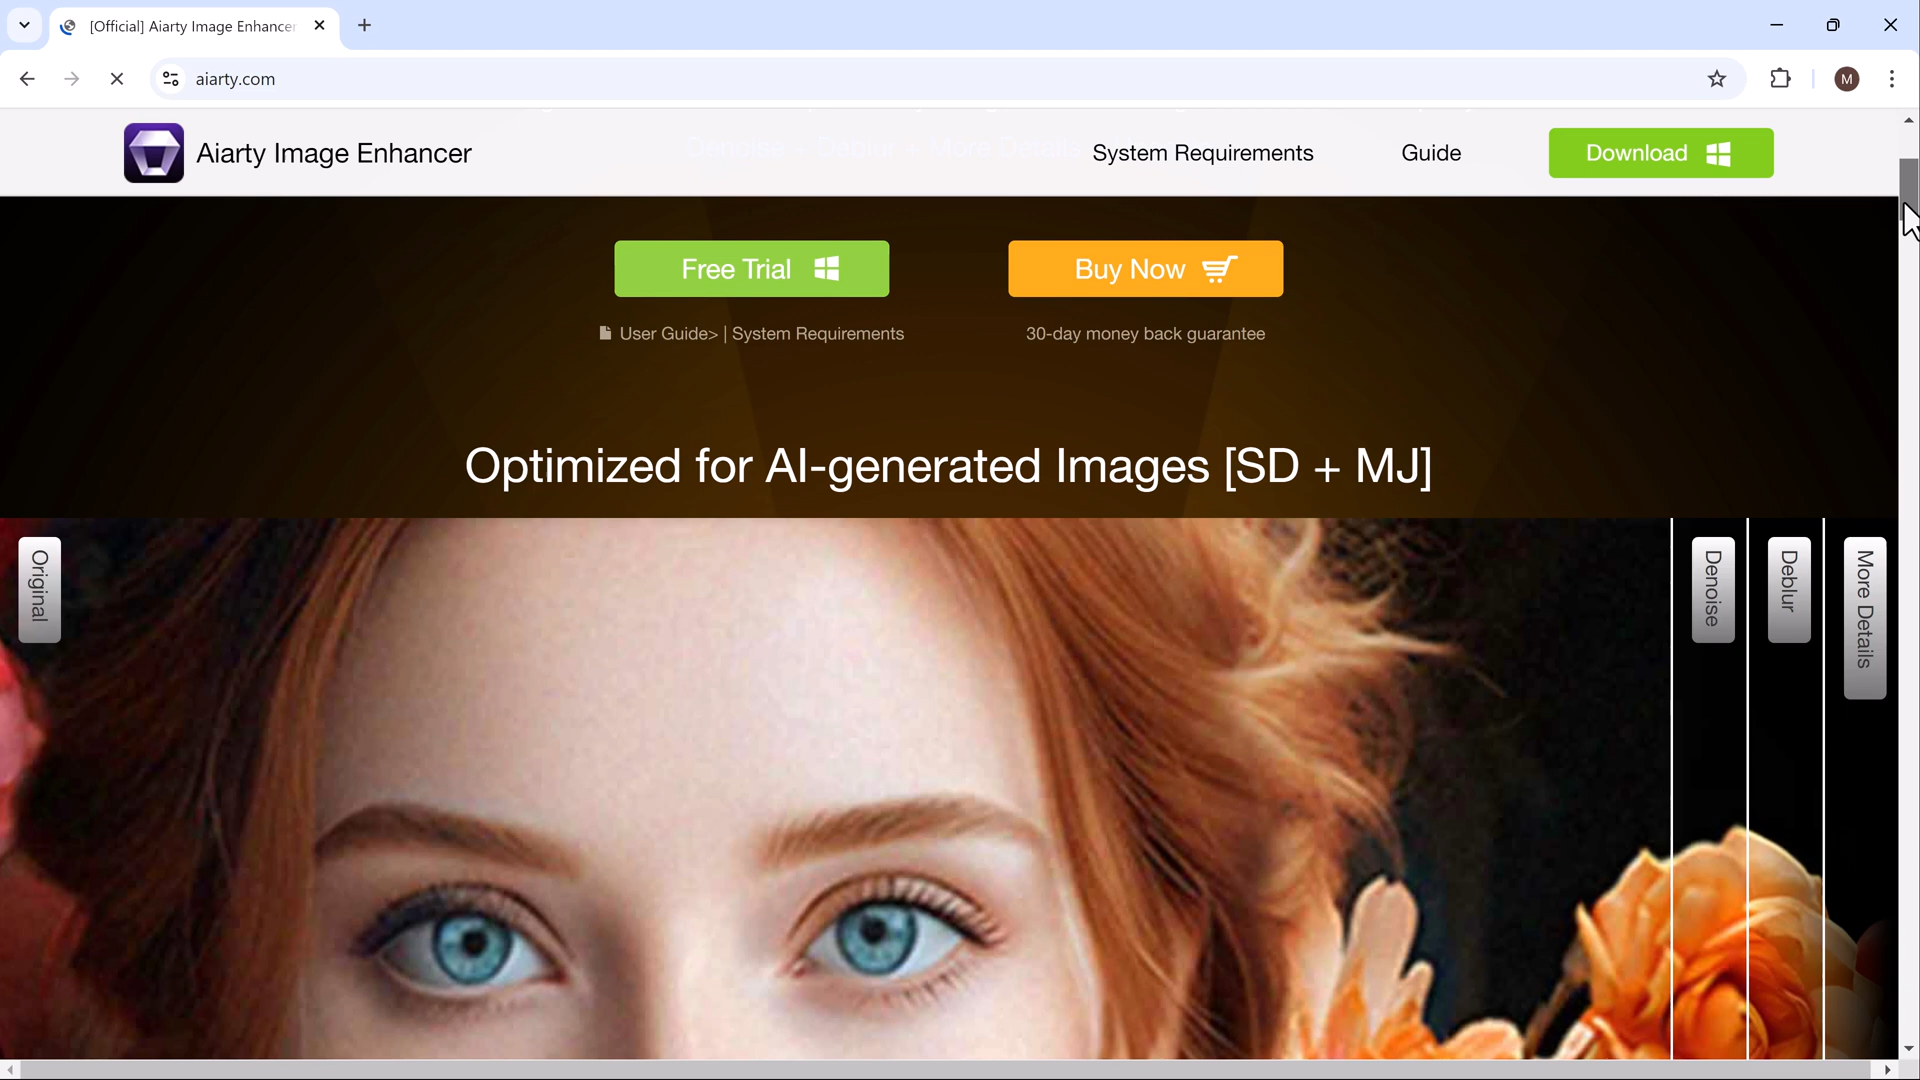 [Official] Aiarty Image Enhancer
aiarty.com
M
Aiarty Image Enhancer
System Requirements
Guide
Download
Denoise + Deblur + More Details
Free Trial
Buy Now
User Guide> | System Requirements
30-day money back guarantee
Optimized for AI-generated Images [SD + MJ]
Original
Denoise
Deblur
More Details